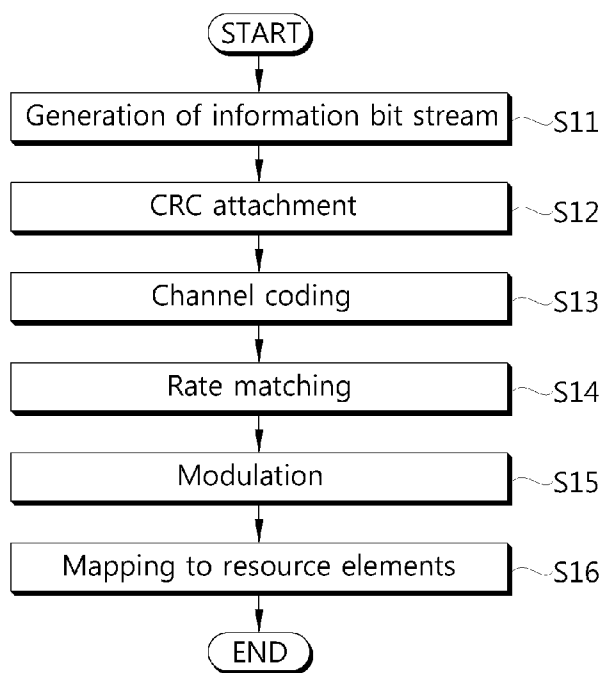 START
Generation of information bit stream
S11
CRC attachment
S12
Channel coding
S13
Rate matching
S14
Modulation
S15
Mapping to resource elements
S16
END